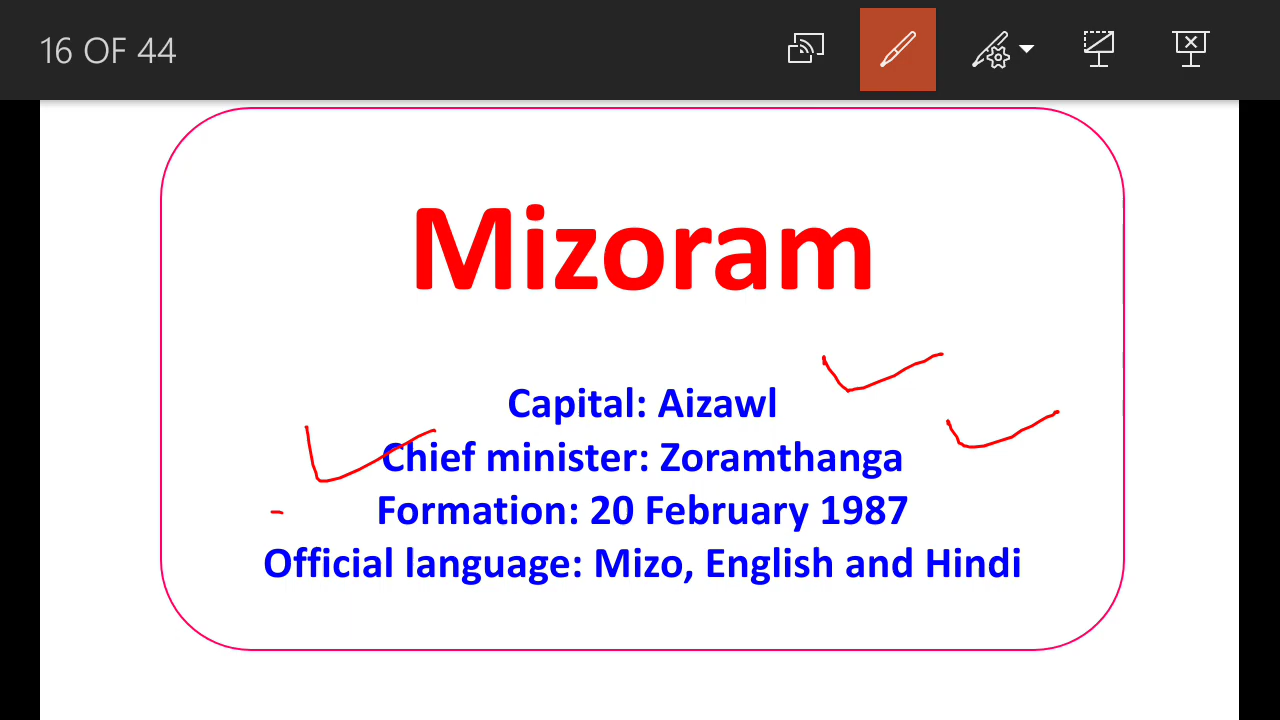 16 OF 44
Mizoram
Capital: Aizawl
Chief minister: Zoramthanga
Formation: 20 February 1987
Official language: Mizo, English and Hindi